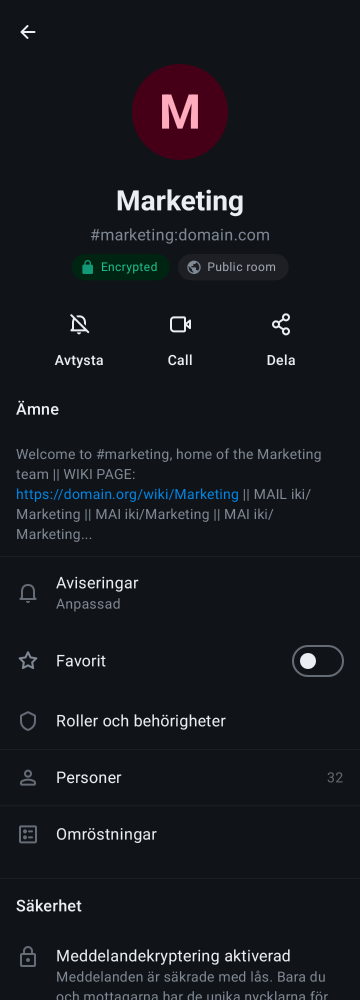 M
Marketing
#marketing:domain.com
Encrypted
Public room
Avtysta
Call
Dela
Ämne
Welcome to #marketing, home of the Marketing
team || WIKI PAGE:
https://domain.org/wiki/Marketing || MAIL iki/
Marketing || MAI iki/Marketing || MAI iki/
Marketing...
Aviseringar
Anpassad
Favorit
Roller och behörigheter
Personer 32
Omröstningar
Säkerhet
Meddelandekryptering aktiverad
Meddelanden är säkrade med lås. Bara du
och mottagarna har de unika nycklarna för